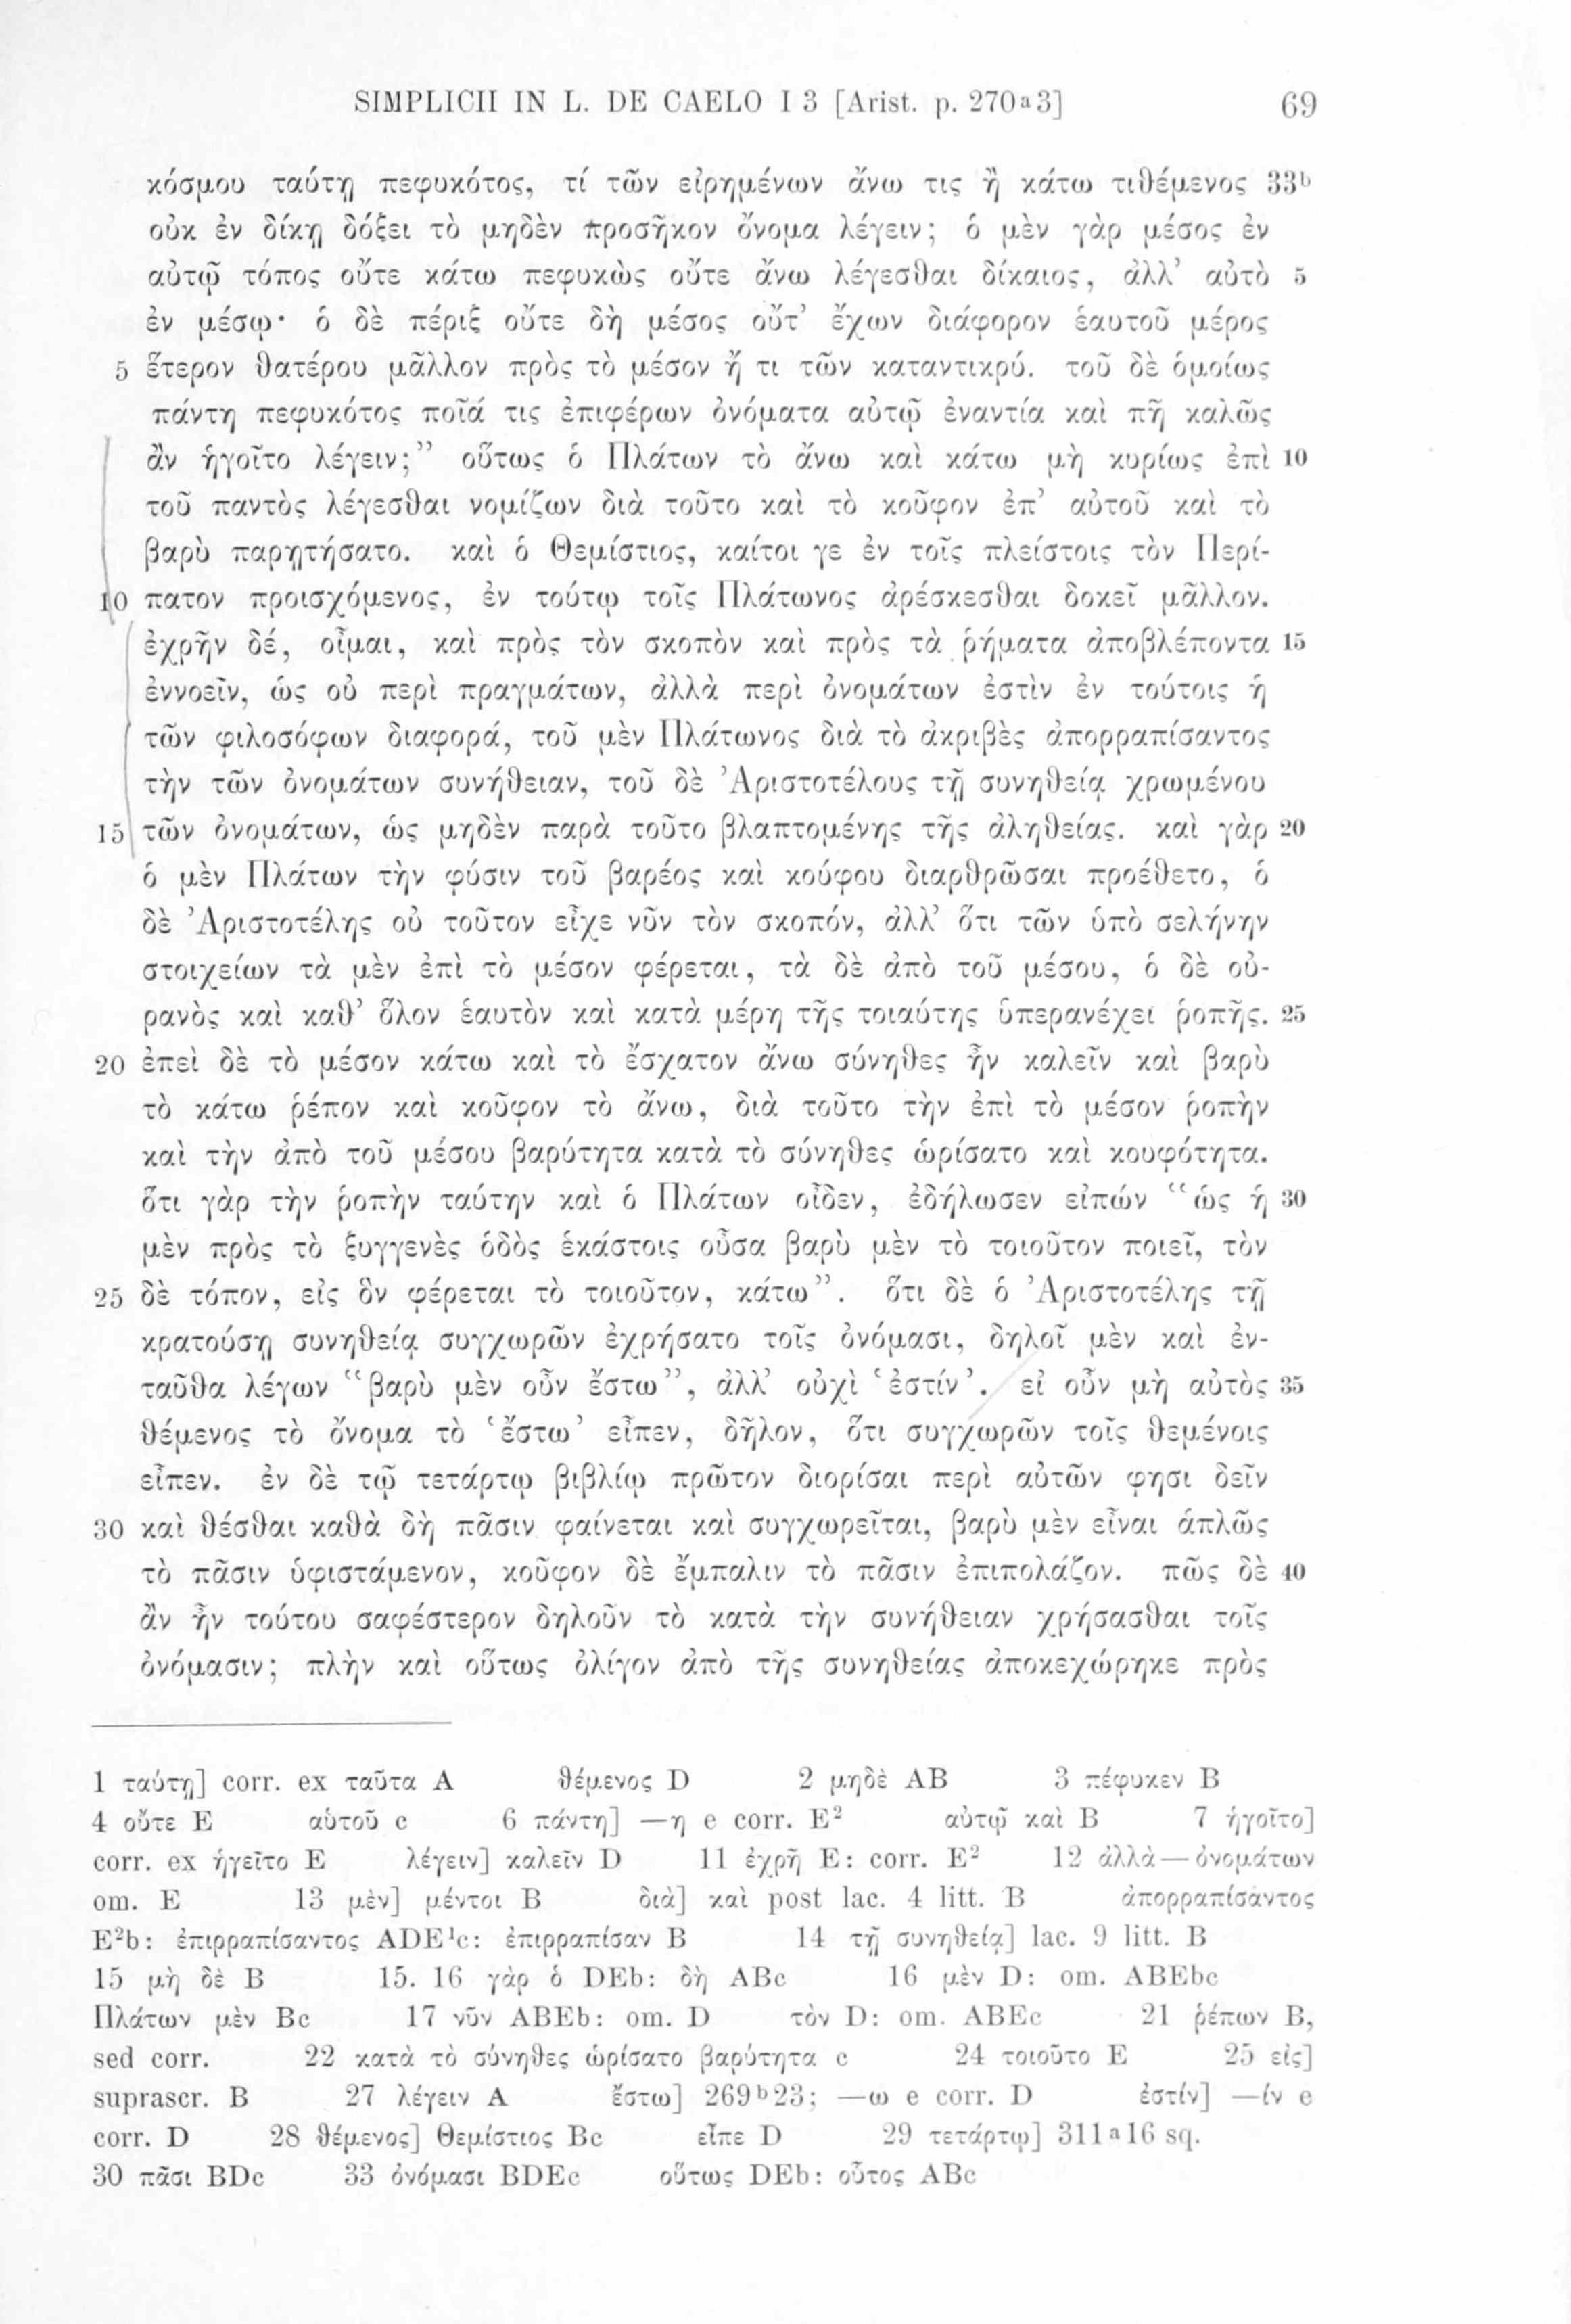 SIMPLICII IN L. DE CAELO I 3 [Arist. p. 270ᵃ3] 69
κόσμου ταύτῃ πεφυκότος, τί τῶν εἰρημένων ἄνω τις ἢ κάτω τιθέμενος 33ᵇ
οὐκ ἐν δίκῃ δόξει τὸ μηδὲν προσῆκον ὄνομα λέγειν; ὁ μὲν γὰρ μέσος ἐν
αὐτῷ τόπος οὔτε κάτω πεφυκὼς οὔτε ἄνω λέγεσθαι δίκαιος, ἀλλ’ αὐτὸ 5
ἐν μέσῳ· ὁ δὲ πέριξ οὔτε δὴ μέσος οὔτ’ ἔχων διάφορον ἑαυτοῦ μέρος
5 ἕτερον θατέρου μᾶλλον πρὸς τὸ μέσον ἤ τι τῶν καταντικρύ. τοῦ δὲ ὁμοίως
πάντη πεφυκότος ποῖά τις ἐπιφέρων ὀνόματα αὐτῷ ἐναντία καὶ πῆ καλῶς
ἂν ἡγοῖτο λέγειν;” οὕτως ὁ Πλάτων τὸ ἄνω καὶ κάτω μὴ κυρίως ἐπὶ 10
τοῦ παντὸς λέγεσθαι νομίζων διὰ τοῦτο καὶ τὸ κοῦφον ἐπ’ αὐτοῦ καὶ τὸ
βαρὺ παρῃτήσατο. καὶ ὁ Θεμίστιος, καίτοι γε ἐν τοῖς πλείστοις τὸν Περί-
10 πατον προισχόμενος, ἐν τούτῳ τοῖς Πλάτωνος ἀρέσκεσθαι δοκεῖ μᾶλλον.
ἐχρῆν δέ, οἶμαι, καὶ πρὸς τὸν σκοπὸν καὶ πρὸς τὰ ῥήματα ἀποβλέποντα 15
ἐννοεῖν, ὡς οὐ περὶ πραγμάτων, ἀλλὰ περὶ ὀνομάτων ἐστὶν ἐν τούτοις ἡ
τῶν φιλοσόφων διαφορά, τοῦ μὲν Πλάτωνος διὰ τὸ ἀκριβὲς ἀπορραπίσαντος
τὴν τῶν ὀνομάτων συνήθειαν, τοῦ δὲ Ἀριστοτέλους τῇ συνηθείᾳ χρωμένου
15 τῶν ὀνομάτων, ὡς μηδὲν παρὰ τοῦτο βλαπτομένης τῆς ἀληθείας. καὶ γὰρ 20
ὁ μὲν Πλάτων τὴν φύσιν τοῦ βαρέος καὶ κούφου διαρθρῶσαι προέθετο, ὁ
δὲ Ἀριστοτέλης οὐ τοῦτον εἶχε νῦν τὸν σκοπόν, ἀλλ’ ὅτι τῶν ὑπὸ σελήνην
στοιχείων τὰ μὲν ἐπὶ τὸ μέσον φέρεται, τὰ δὲ ἀπὸ τοῦ μέσου, ὁ δὲ οὐ-
ρανὸς καὶ καθ’ ὅλον ἑαυτὸν καὶ κατὰ μέρη τῆς τοιαύτης ὑπερανέχει ῥοπῆς. 25
20 ἐπεὶ δὲ τὸ μέσον κάτω καὶ τὸ ἔσχατον ἄνω σύνηθες ἦν καλεῖν καὶ βαρὺ
τὸ κάτω ῥέπον καὶ κοῦφον τὸ ἄνω, διὰ τοῦτο τὴν ἐπὶ τὸ μέσον ῥοπὴν
καὶ τὴν ἀπὸ τοῦ μέσου βαρύτητα κατὰ τὸ σύνηθες ὡρίσατο καὶ κουφότητα.
ὅτι γὰρ τὴν ῥοπὴν ταύτην καὶ ὁ Πλάτων οἶδεν, ἐδήλωσεν εἰπών “ὡς ἡ 30
μὲν πρὸς τὸ ξυγγενὲς ὁδὸς ἑκάστοις οὖσα βαρὺ μὲν τὸ τοιοῦτον ποιεῖ, τὸν
25 δὲ τόπον, εἰς ὃν φέρεται τὸ τοιοῦτον, κάτω”. ὅτι δὲ ὁ Ἀριστοτέλης τῇ
κρατούσῃ συνηθείᾳ συγχωρῶν ἐχρήσατο τοῖς ὀνόμασι, δηλοῖ μὲν καὶ ἐν-
ταῦθα λέγων “βαρὺ μὲν οὖν ἔστω”, ἀλλ’ οὐχὶ ‘ἐστίν’. εἰ οὖν μὴ αὐτὸς 35
θέμενος τὸ ὄνομα τὸ ‘ἔστω’ εἶπεν, δῆλον, ὅτι συγχωρῶν τοῖς θεμένοις
εἶπεν. ἐν δὲ τῷ τετάρτῳ βιβλίῳ πρῶτον διορίσαι περὶ αὐτῶν φησι δεῖν
30 καὶ θέσθαι καθὰ δὴ πᾶσιν φαίνεται καὶ συγχωρεῖται, βαρὺ μὲν εἶναι ἁπλῶς
τὸ πᾶσιν ὑφιστάμενον, κοῦφον δὲ ἔμπαλιν τὸ πᾶσιν ἐπιπολάζον. πῶς δὲ 40
ἂν ἦν τούτου σαφέστερον δηλοῦν τὸ κατὰ τὴν συνήθειαν χρήσασθαι τοῖς
ὀνόμασιν; πλὴν καὶ οὕτως ὀλίγον ἀπὸ τῆς συνηθείας ἀποκεχώρηκε πρὸς
1 ταύτῃ] corr. ex ταῦτα A θέμενος D 2 μηδὲ AB 3 πέφυκεν B
4 οὔτε E αὑτοῦ c 6 πάντη] —η e corr. E² αὐτῷ καὶ B 7 ἡγοῖτο]
corr. ex ἡγεῖτο E λέγειν] καλεῖν D 11 ἐχρῆ E: corr. E² 12 ἀλλὰ—ὀνομάτων
om. E 13 μὲν] μέντοι B διὰ] καὶ post lac. 4 litt. B ἀπορραπίσαντος
E²b: ἐπιρραπίσαντος ADE¹c: ἐπιρραπίσαν B 14 τῇ συνηθείᾳ] lac. 9 litt. B
15 μὴ δὲ B 15. 16 γὰρ ὁ DEb: δὴ ABc 16 μὲν D: om. ABEbc
Πλάτων μὲν Bc 17 νῦν ABEb: om. D τὸν D: om. ABEc 21 ῥέπων B,
sed corr. 22 κατὰ τὸ σύνηθες ὡρίσατο βαρύτητα c 24 τοιοῦτο E 25 εἰς]
suprascr. B 27 λέγειν A ἔστω] 269ᵇ23; —ω e corr. D ἐστίν] —ίν e
corr. D 28 θέμενος] Θεμίστιος Bc εἶπε D 29 τετάρτῳ] 311ᵃ16 sq.
30 πᾶσι BDc 33 ὀνόμασι BDEc οὕτως DEb: οὗτος ABc